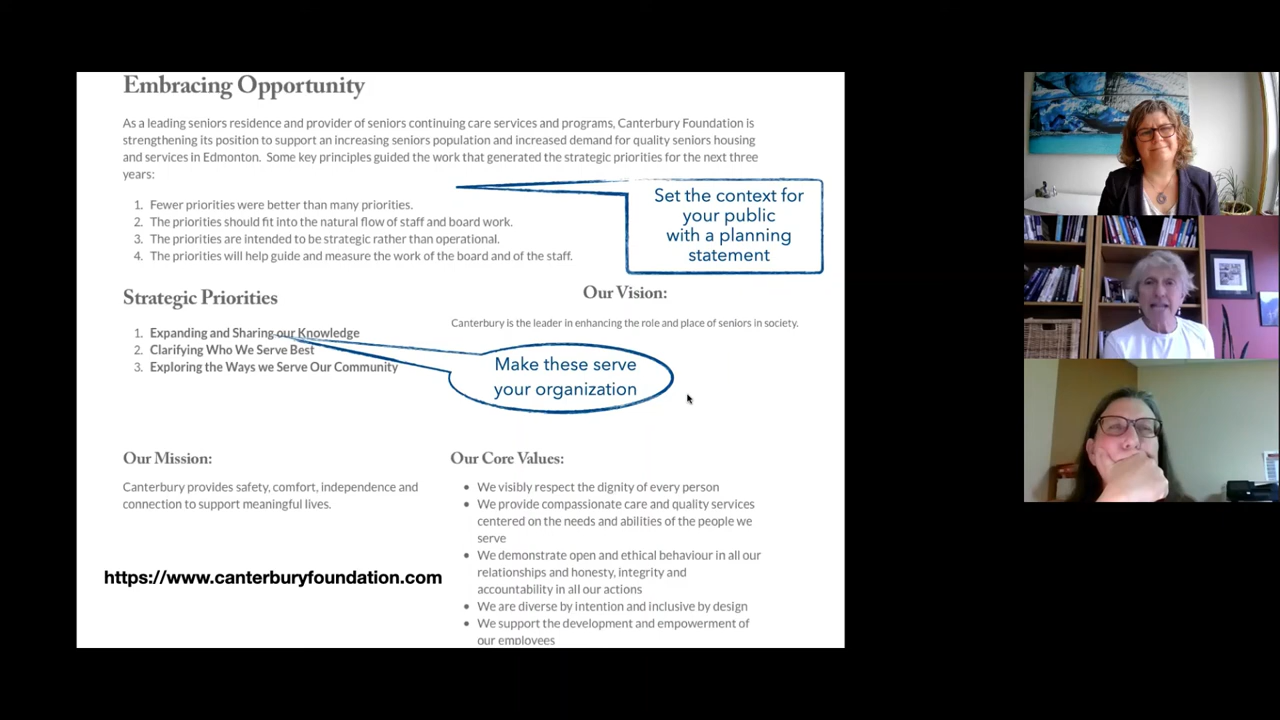 Embracing Opportunity
As a leading seniors residence and provider of seniors continuing care services and programs, Canterbury Foundation is
strengthening its position to support an increasing seniors population and increased demand for quality seniors housing
and services in Edmonton. Some key principles guided the work that generated the strategic priorities for the next three
years:
1. Fewer priorities were better than many priorities.
2. The priorities should fit into the natural flow of staff and board work.
3. The priorities are intended to be strategic rather than operational.
4. The priorities will help guide and measure the work of the board and of the staff.
Set the context for
your public
with a planning
statement
Strategic Priorities
1. Expanding and Sharing our Knowledge
2. Clarifying Who We Serve Best
3. Exploring the Ways we Serve Our Community
Our Vision:
Canterbury is the leader in enhancing the role and place of seniors in society.
Make these serve
your organization
Our Mission:
Canterbury provides safety, comfort, independence and
connection to support meaningful lives.
https://www.canterburyfoundation.com
Our Core Values:
• We visibly respect the dignity of every person
• We provide compassionate care and quality services
centered on the needs and abilities of the people we
serve
• We demonstrate open and ethical behaviour in all our
relationships and honesty, integrity and
accountability in all our actions
• We are diverse by intention and inclusive by design
• We support the development and empowerment of
our employees